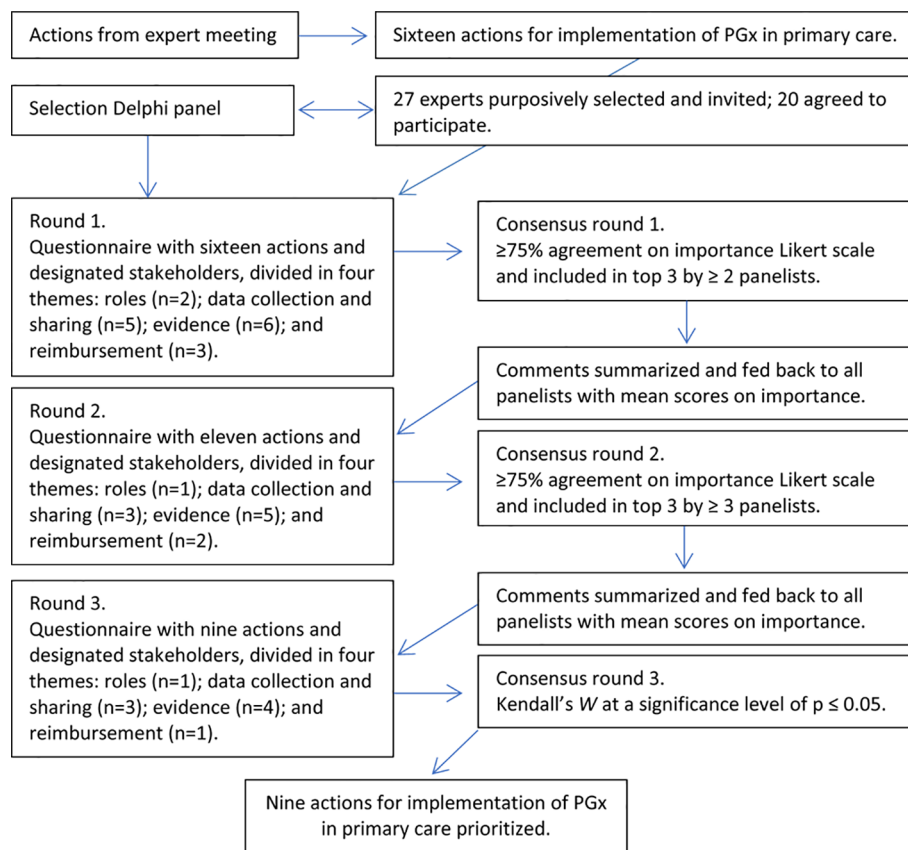 Actions from expert meeting
Sixteen actions for implementation of PGx in primary care.
Selection Delphi panel
27 experts purposively selected and invited; 20 agreed to
participate.
Round 1.
Questionnaire with sixteen actions and
designated stakeholders, divided in four
themes: roles (n=2); data collection and
sharing (n=5); evidence (n=6); and
reimbursement (n=3).
Consensus round 1.
≥75% agreement on importance Likert scale
and included in top 3 by ≥ 2 panelists.
Comments summarized and fed back to all
panelists with mean scores on importance.
Round 2.
Questionnaire with eleven actions and
designated stakeholders, divided in four
themes: roles (n=1); data collection and
sharing (n=3); evidence (n=5); and
reimbursement (n=2).
Consensus round 2.
≥75% agreement on importance Likert scale
and included in top 3 by ≥ 3 panelists.
Comments summarized and fed back to all
panelists with mean scores on importance.
Round 3.
Questionnaire with nine actions and
designated stakeholders, divided in four
themes: roles (n=1); data collection and
sharing (n=3); evidence (n=4); and
reimbursement (n=1).
Consensus round 3.
Kendall's W at a significance level of p ≤ 0.05.
Nine actions for implementation of PGx
in primary care prioritized.